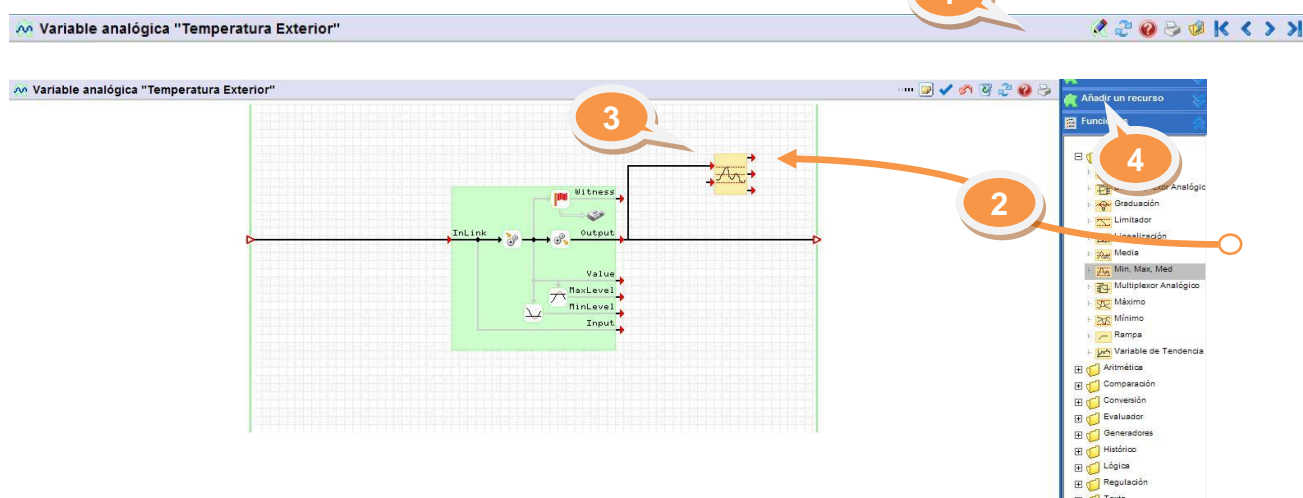 Variable analógica "Temperatura Exterior"
Variable analógica "Temperatura Exterior"
Añadir un recurso
3
4
2
Witness
InLink
Output
Value
MaxLevel
MinLevel
Input
Graduación
Limitador
Linealización
Media
Min, Max, Med
Multiplexor Analógico
Máximo
Mínimo
Rampa
Variable de Tendencia
Aritmética
Comparación
Conversión
Evaluador
Generadores
Histórico
Lógica
Regulación